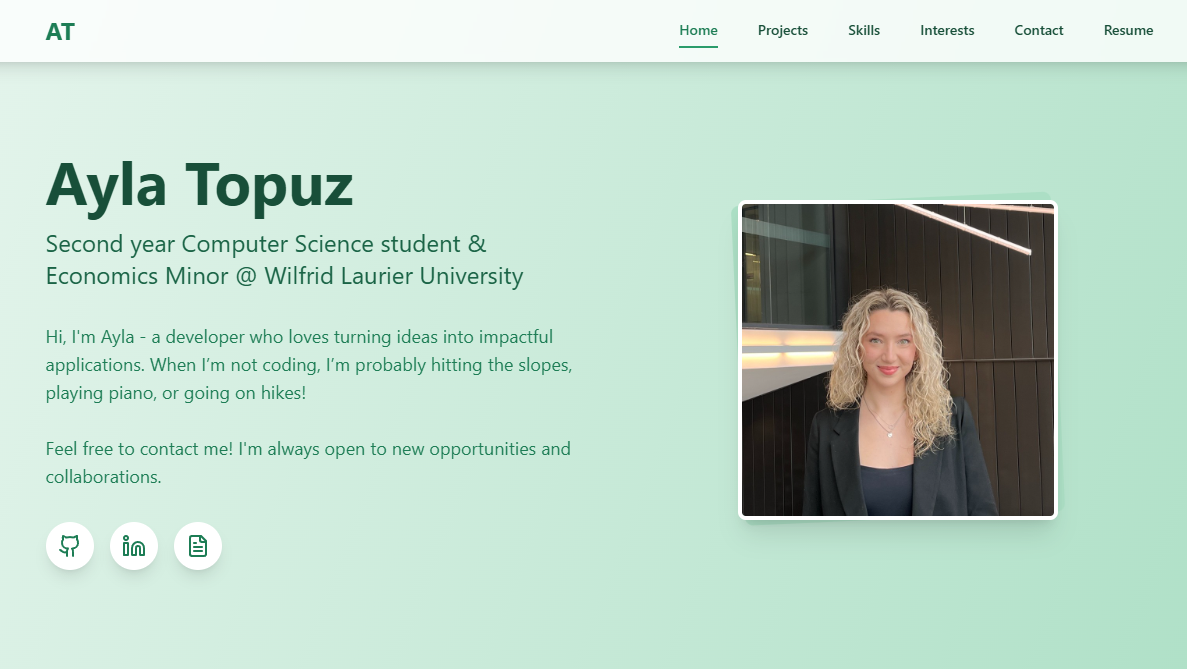 AT
Home Projects Skills Interests Contact Resume
Ayla Topuz
Second year Computer Science student &
Economics Minor @ Wilfrid Laurier University
Hi, I'm Ayla - a developer who loves turning ideas into impactful
applications. When I’m not coding, I’m probably hitting the slopes,
playing piano, or going on hikes!
Feel free to contact me! I'm always open to new opportunities and
collaborations.